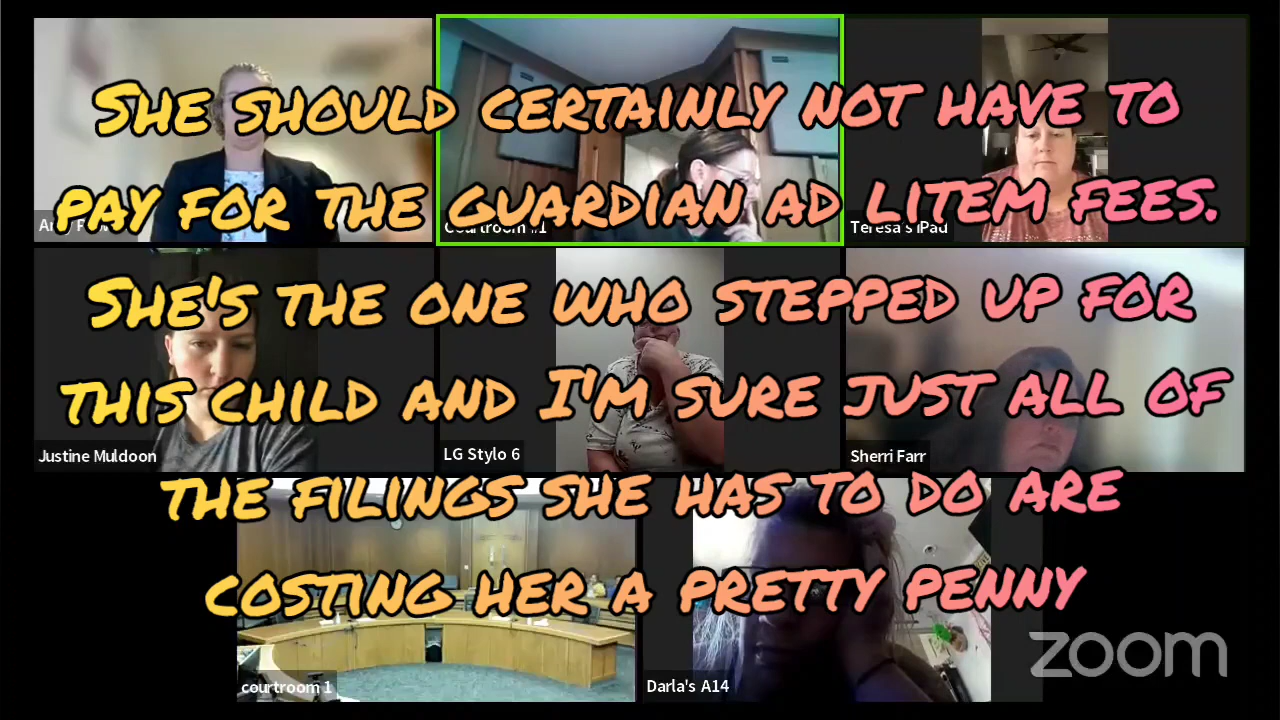 She should certainly not have to
pay for the guardian ad litem fees.
She's the one who stepped up for
this child and I'm sure just all of
the filings she has to do are
costing her a pretty penny
Courtroom #1
Teresa's iPad
Justine Muldoon
LG Stylo 6
Sherri Farr
courtroom 1
Darla's A14
zoom